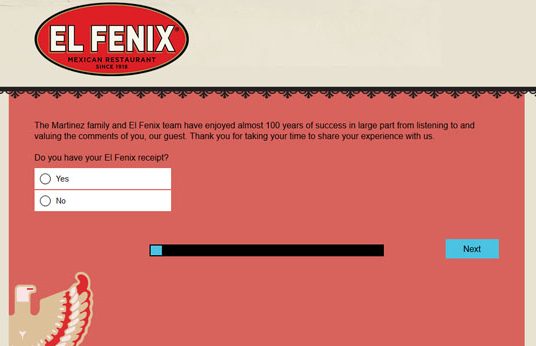 EL FENIX®
MEXICAN RESTAURANT
SINCE 1918
The Martinez family and El Fenix team have enjoyed almost 100 years of success in large part from listening to and
valuing the comments of you, our guest. Thank you for taking your time to share your experience with us.
Do you have your El Fenix receipt?
Yes
No
Next